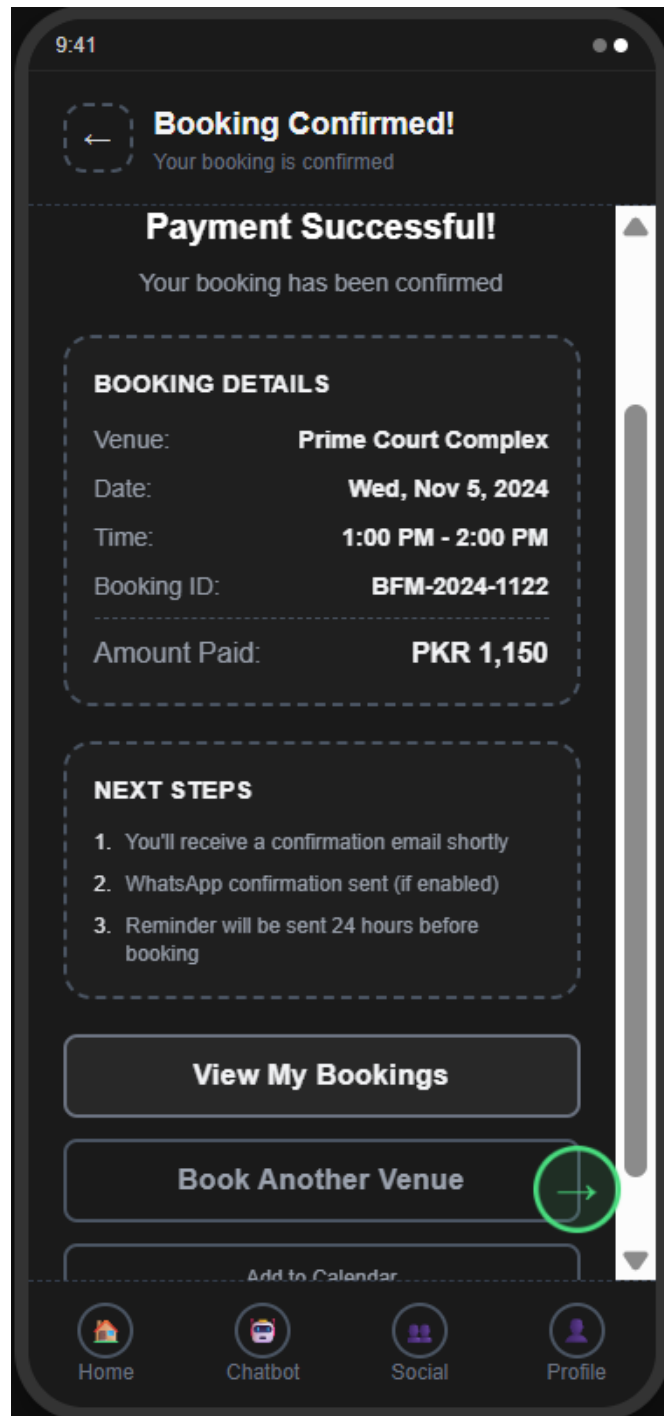 9:41
←
Booking Confirmed!
Your booking is confirmed
Payment Successful!
Your booking has been confirmed
BOOKING DETAILS
Venue: Prime Court Complex
Date: Wed, Nov 5, 2024
Time: 1:00 PM - 2:00 PM
Booking ID: BFM-2024-1122
Amount Paid: PKR 1,150
NEXT STEPS
1. You'll receive a confirmation email shortly
2. WhatsApp confirmation sent (if enabled)
3. Reminder will be sent 24 hours before
booking
View My Bookings
Book Another Venue
→
Add to Calendar
Home Chatbot Social Profile